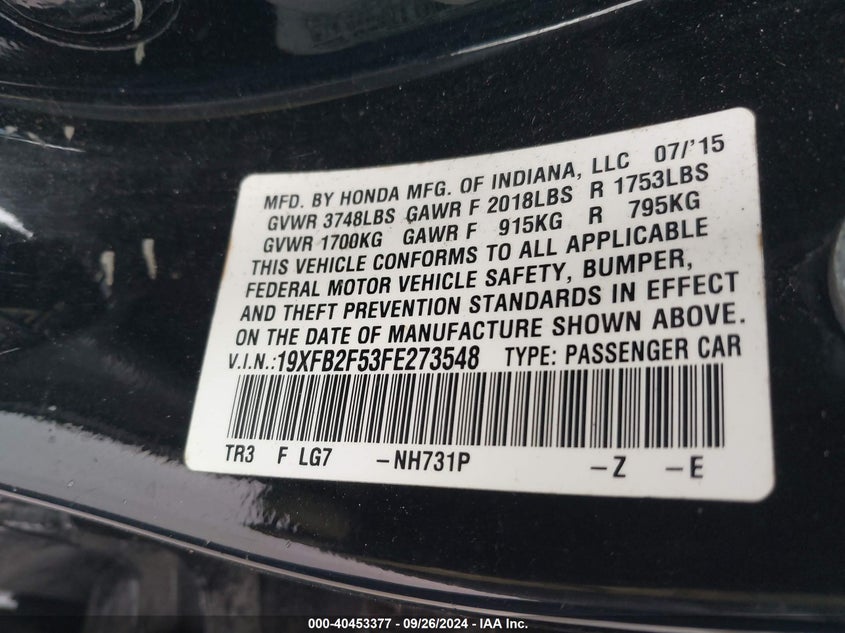 MFD. BY HONDA MFG. OF INDIANA, LLC 07/'15
GVWR 3748LBS GAWR F 2018LBS R 1753LBS
GVWR 1700KG GAWR F 915KG R 795KG
THIS VEHICLE CONFORMS TO ALL APPLICABLE
FEDERAL MOTOR VEHICLE SAFETY, BUMPER,
AND THEFT PREVENTION STANDARDS IN EFFECT
ON THE DATE OF MANUFACTURE SHOWN ABOVE.
V.I.N.:19XFB2F53FE273548 TYPE: PASSENGER CAR
TR3 F LG7 -NH731P -Z -E
000-40453377 - 09/26/2024 - IAA Inc.